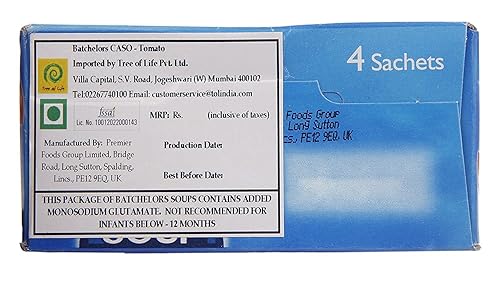 Batchelors CASO - Tomato
Imported by Tree of Life Pvt. Ltd.
Villa Capital, S.V. Road, Jogeshwari (W) Mumbai 400102
Tel:02267740100 Email: customerservice@tolindia.com
Tree of Life
fssai
Lic. No. 10012022000143
MRP: Rs. (inclusive of taxes)
Manufactured By: Premier
Foods Group Limited, Bridge
Road, Long Sutton, Spalding,
Lincs., PE12 9EQ, UK
Production Date:
Best Before Date:
THIS PACKAGE OF BATCHELORS SOUPS CONTAINS ADDED
MONOSODIUM GLUTAMATE. NOT RECOMMENDED FOR
INFANTS BELOW - 12 MONTHS
4 Sachets
Foods Group
Long Sutton
Lincs., PE12 9EQ, UK